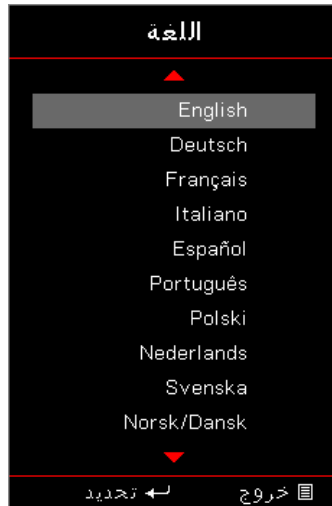 اللغة
English
Deutsch
Français
Italiano
Español
Português
Polski
Nederlands
Svenska
Norsk/Dansk
خروج تحديد